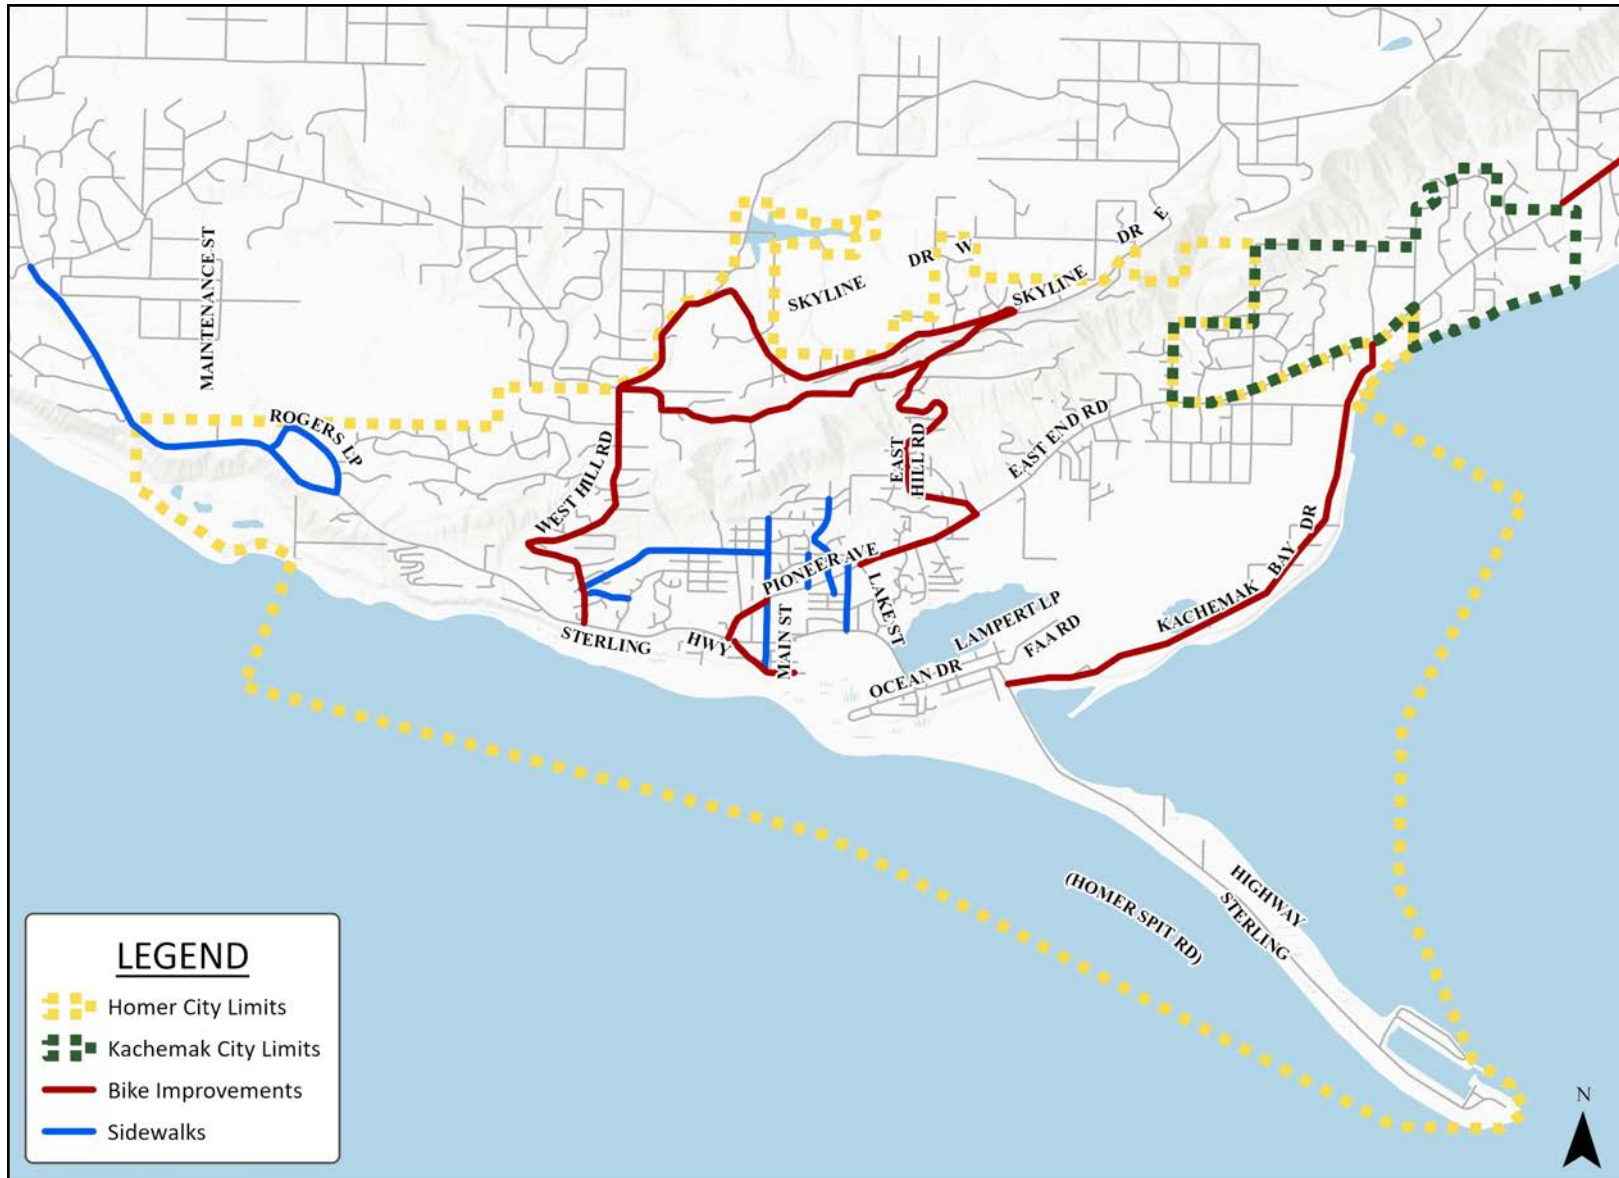 SKYLINE
DR W
SKYLINE
DR E
MAINTENANCE ST
ROGERS LP
WEST HILL RD
EAST
HILL RD
EAST END RD
PIONEER AVE
LAKE ST
MAIN ST
STERLING
HWY
LAMPERT LP
FAA RD
OCEAN DR
KACHEMAK
BAY
DR
(HOMER SPIT RD)
HIGHWAY
STERLING
LEGEND
Homer City Limits
Kachemak City Limits
Bike Improvements
Sidewalks
N